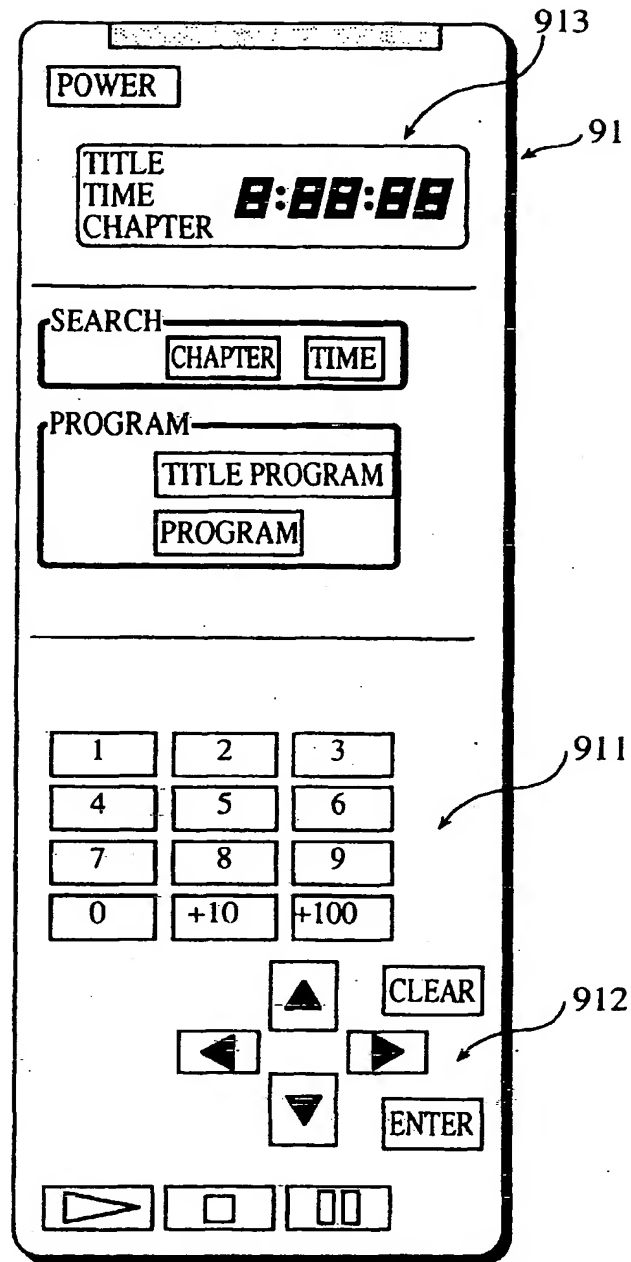 913
POWER
91
TITLE
TIME 8:88:88
CHAPTER
SEARCH
CHAPTER TIME
PROGRAM
TITLE PROGRAM
PROGRAM
1 2 3
911
4 5 6
7 8 9
0 +10 +100
CLEAR
912
ENTER